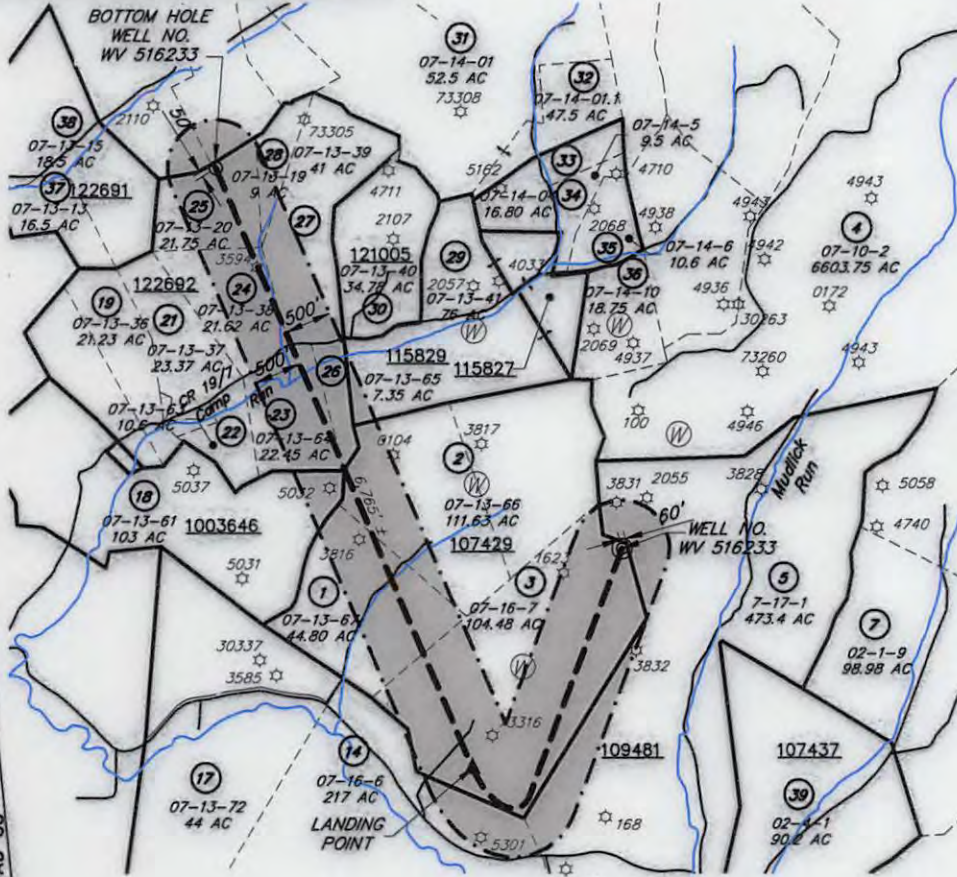 BOTTOM HOLE
WELL NO.
WV 516233
31
07-14-01
52.5 AC
73308
32
07-14-01.1
47.5 AC
07-14-5
9.5 AC
38
07-13-15
18.5 AC
2110
50'
73305
28
07-13-39
41 AC
07-13-19
9 AC
5162
33
34
16.80 AC
4710
37
122691
07-13-13
16.5 AC
4711
2107
25
07-13-20
21.75 AC
27
2068
4938
4943
4943
4942
4
07-10-2
6603.75 AC
121005
07-13-40
34.78 AC
30
29
2057
07-13-41
76 AC
W
4033
35
36
07-14-6
10.6 AC
07-14-10
18.75 AC
W
2069
4937
4936
30263
0172
122692
19
07-13-36
21.23 AC
21
07-13-37
23.37 AC
24
07-13-38
21.62 AC
500'
500'
115829
115827
73260
4943
CR 19/1
Camp Run
26
07-13-65
7.35 AC
22
23
07-13-64
22.45 AC
100
4946
W
3817
2
W
07-13-66
111.63 AC
107429
18
07-13-61
103 AC
5037
1003646
5032
6,765'
3816
3831
2055
3828
Mudlick
Run
60'
WELL NO.
WV 516233
5058
4740
5031
1
07-13-67
44.80 AC
3
07-16-7
104.48 AC
5
7-17-1
473.4 AC
7
02-1-9
98.98 AC
30337
3585
W
3832
109481
107437
39
02-4-1
90.2 AC
17
07-13-72
44 AC
14
07-16-6
217 AC
LANDING
POINT
5301
168